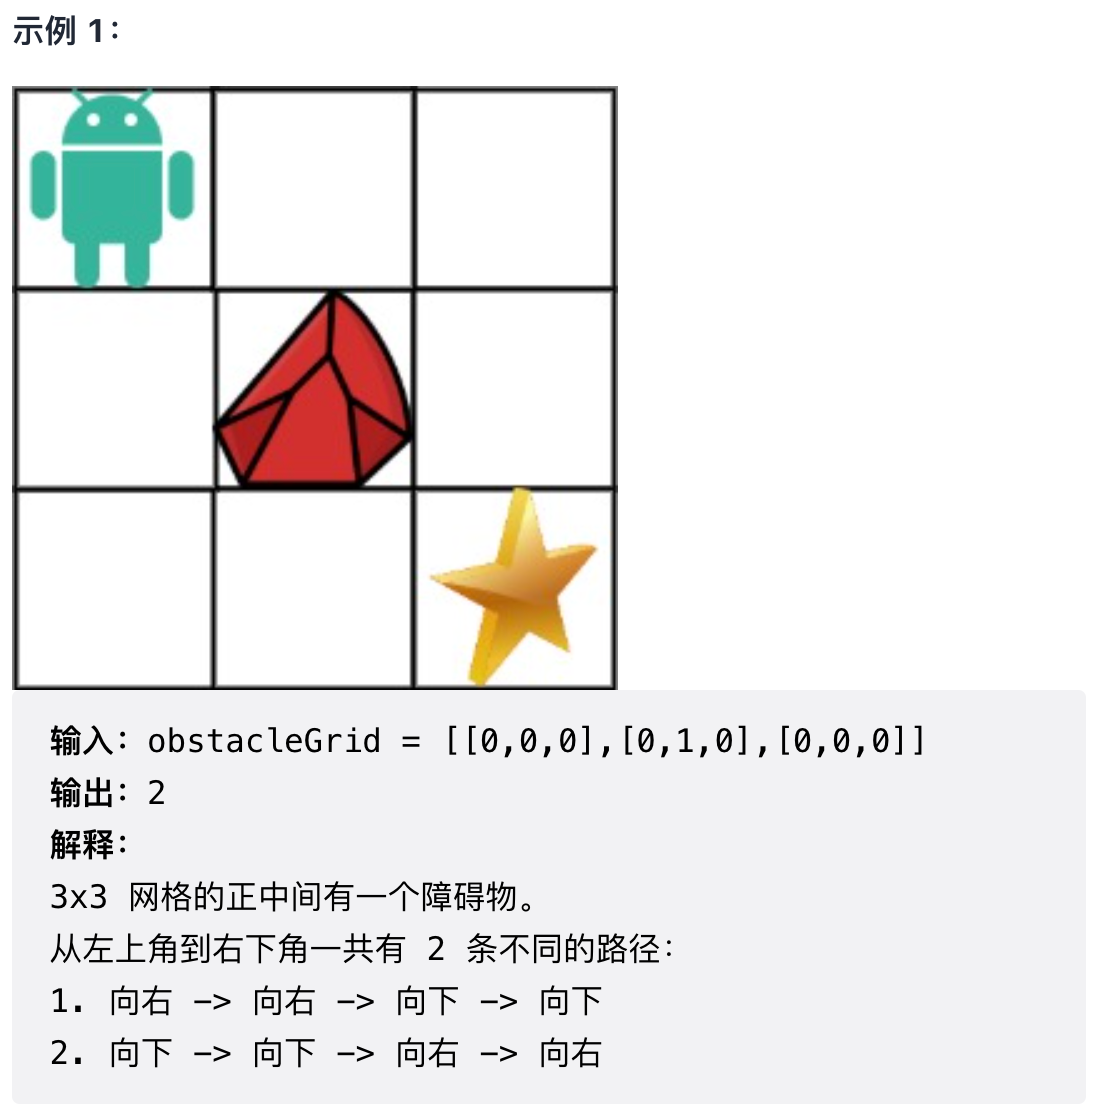 示例 1：
输入：obstacleGrid = [[0,0,0],[0,1,0],[0,0,0]]
输出：2
解释：
3x3 网格的正中间有一个障碍物。
从左上角到右下角一共有 2 条不同的路径：
1. 向右 -> 向右 -> 向下 -> 向下
2. 向下 -> 向下 -> 向右 -> 向右